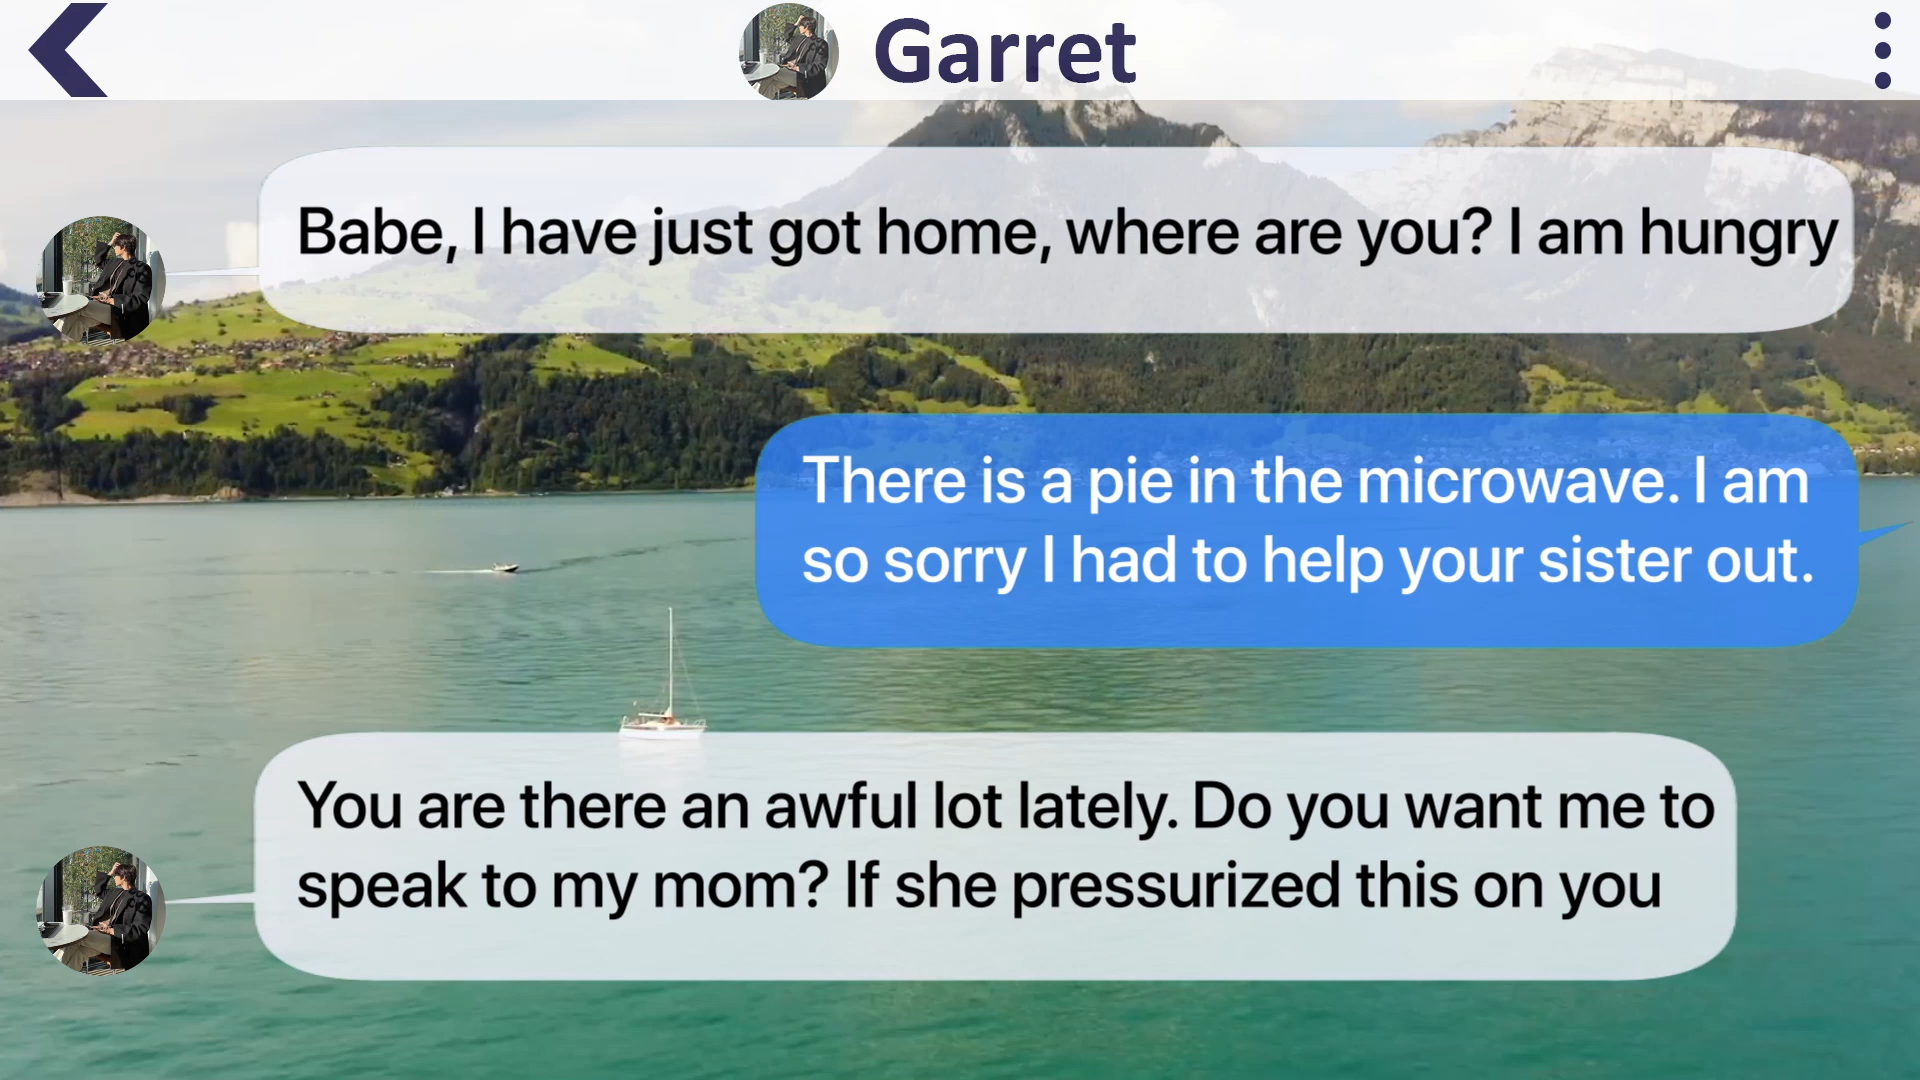 Garret
Babe, I have just got home, where are you? I am hungry
There is a pie in the microwave. I am
so sorry I had to help your sister out.
You are there an awful lot lately. Do you want me to
speak to my mom? If she pressurized this on you